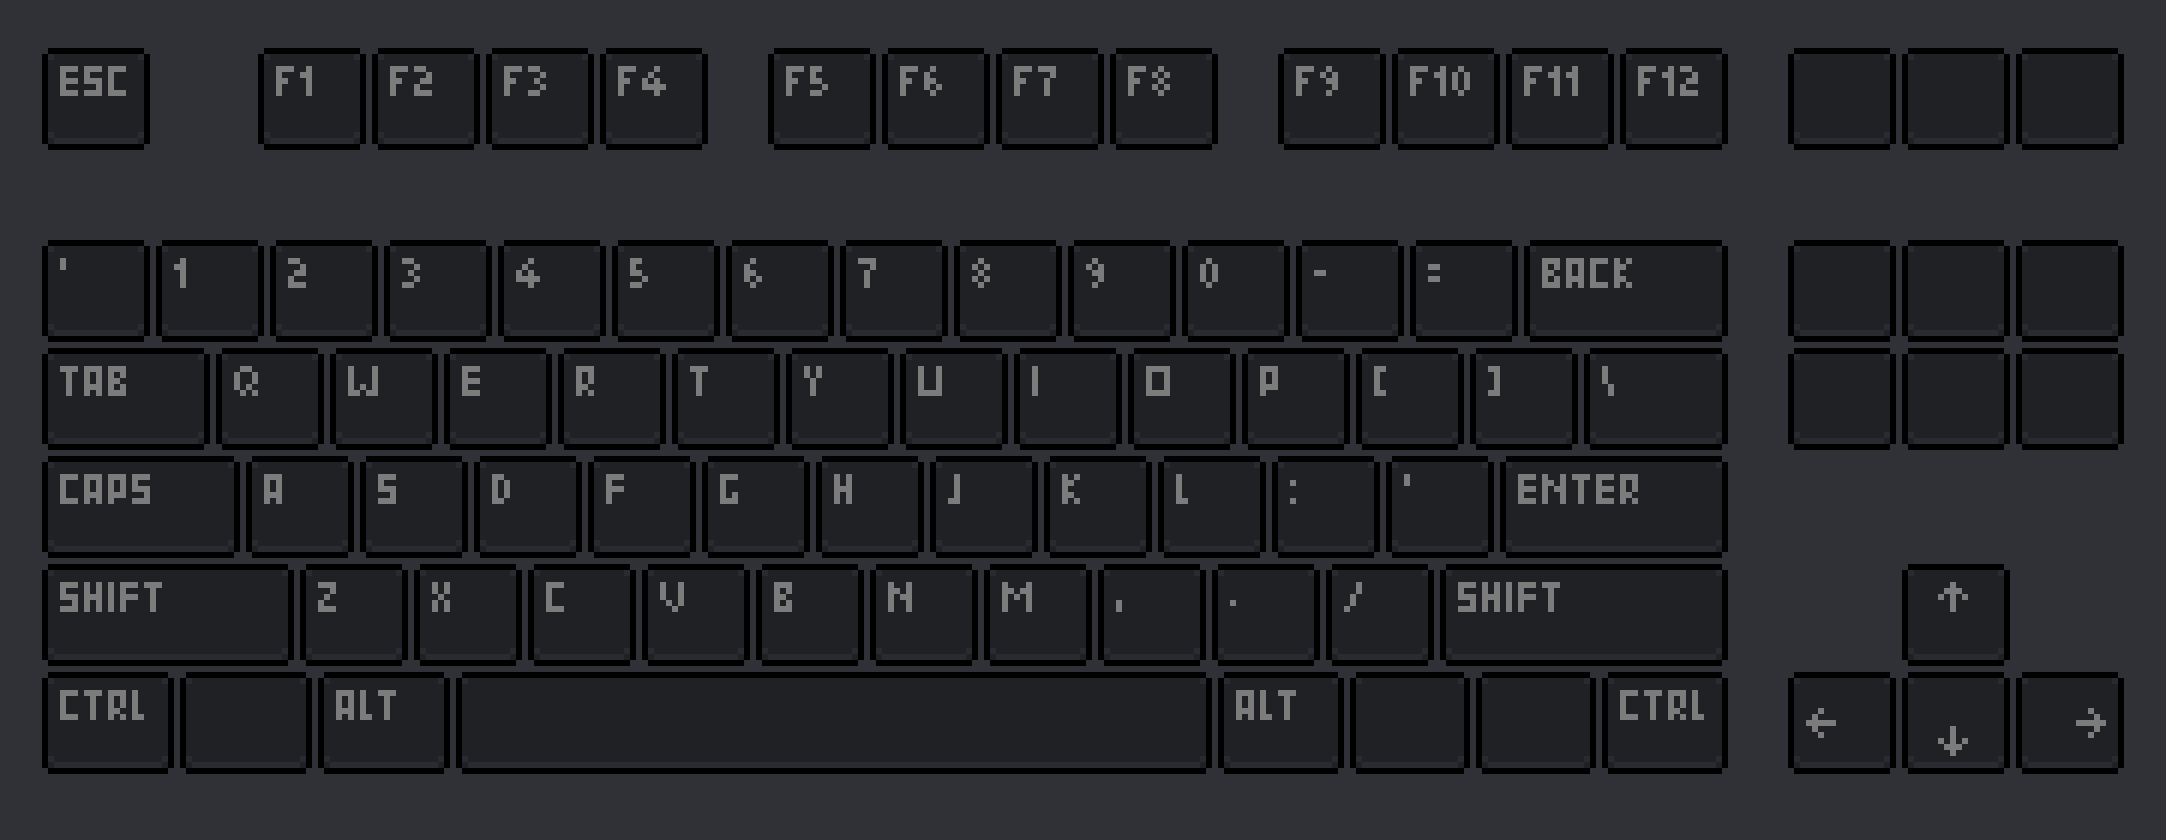 ESC F1 F2 F3 F4 F5 F6 F7 F8 F9 F10 F11 F12
' 1 2 3 4 5 6 7 8 9 0 - = BACK
TAB Q W E R T Y U I O P [ ] \
CAPS A S D F G H J K L : ' ENTER
SHIFT Z X C V B N M , . / SHIFT ↑
CTRL ALT ALT CTRL ← ↓ →